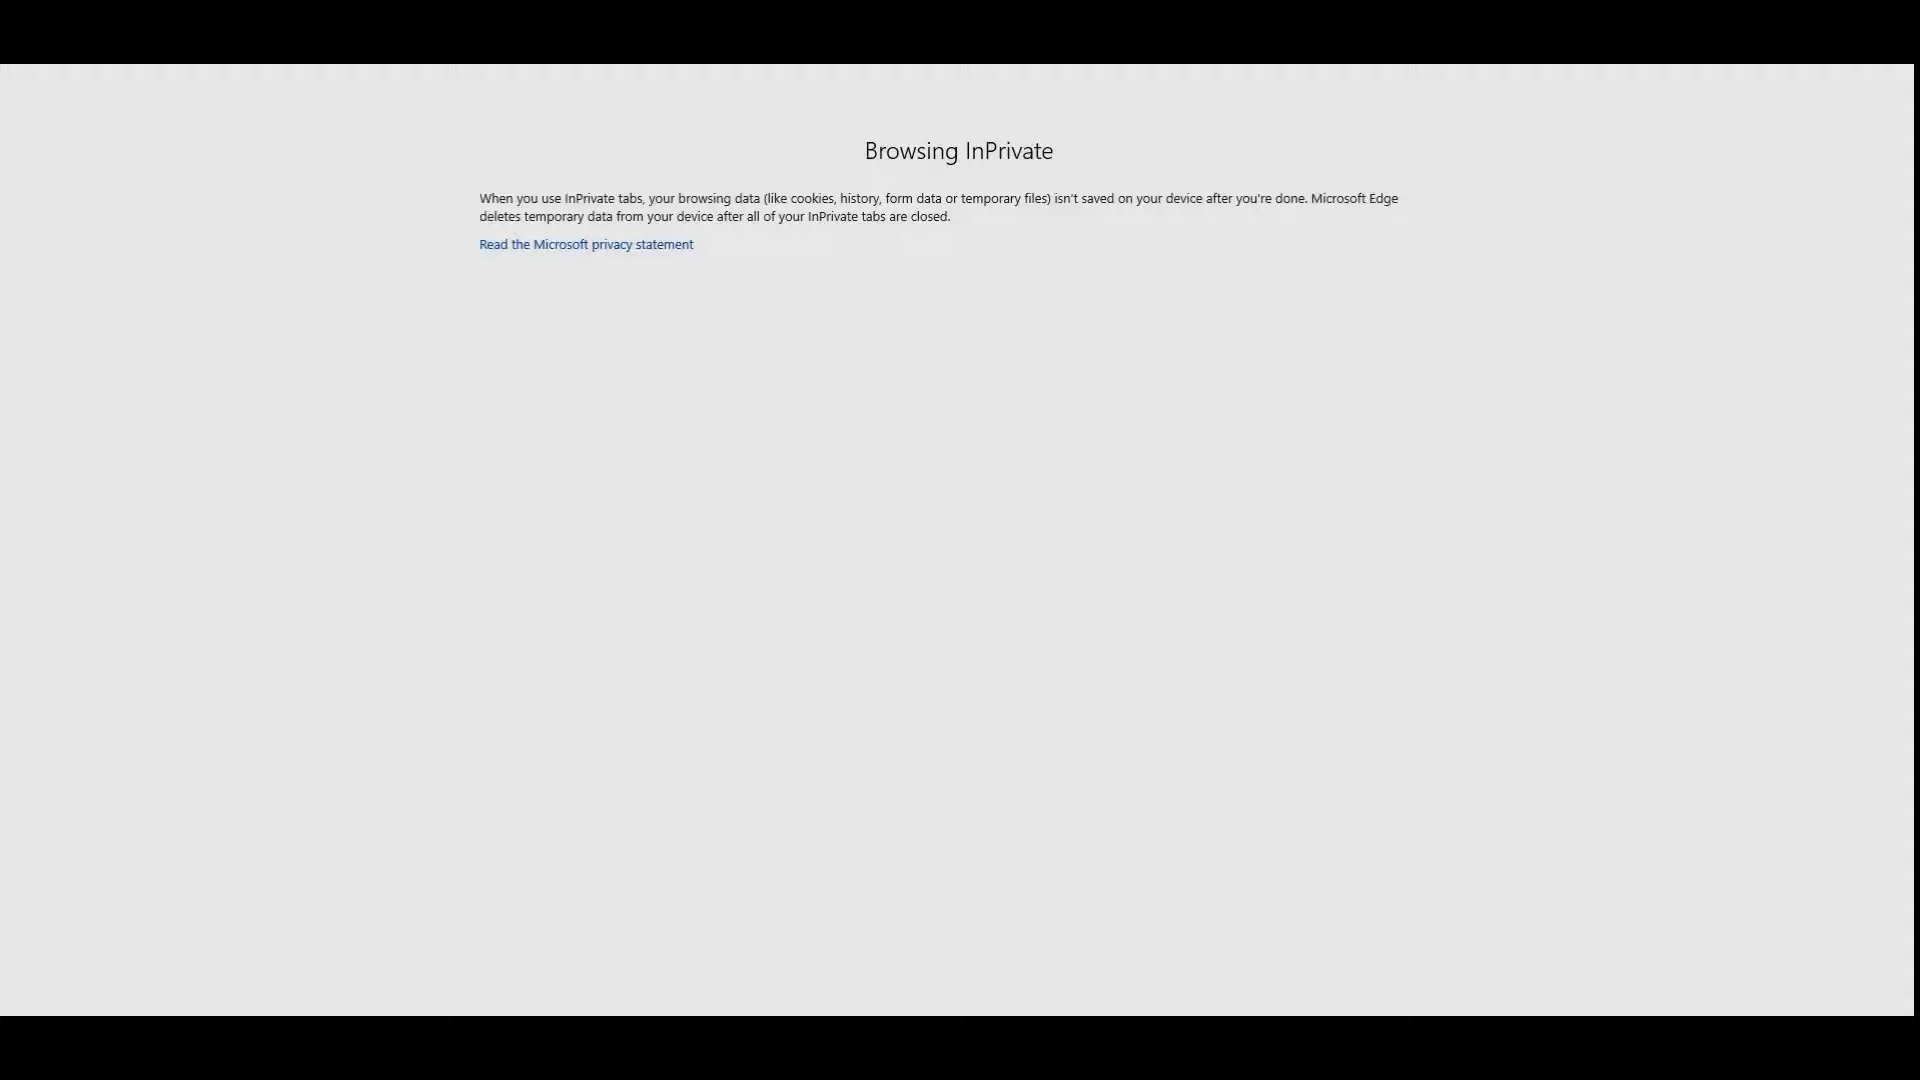 Browsing InPrivate
When you use InPrivate tabs, your browsing data (like cookies, history, form data or temporary files) isn't saved on your device after you're done. Microsoft Edge
deletes temporary data from your device after all of your InPrivate tabs are closed.
Read the Microsoft privacy statement